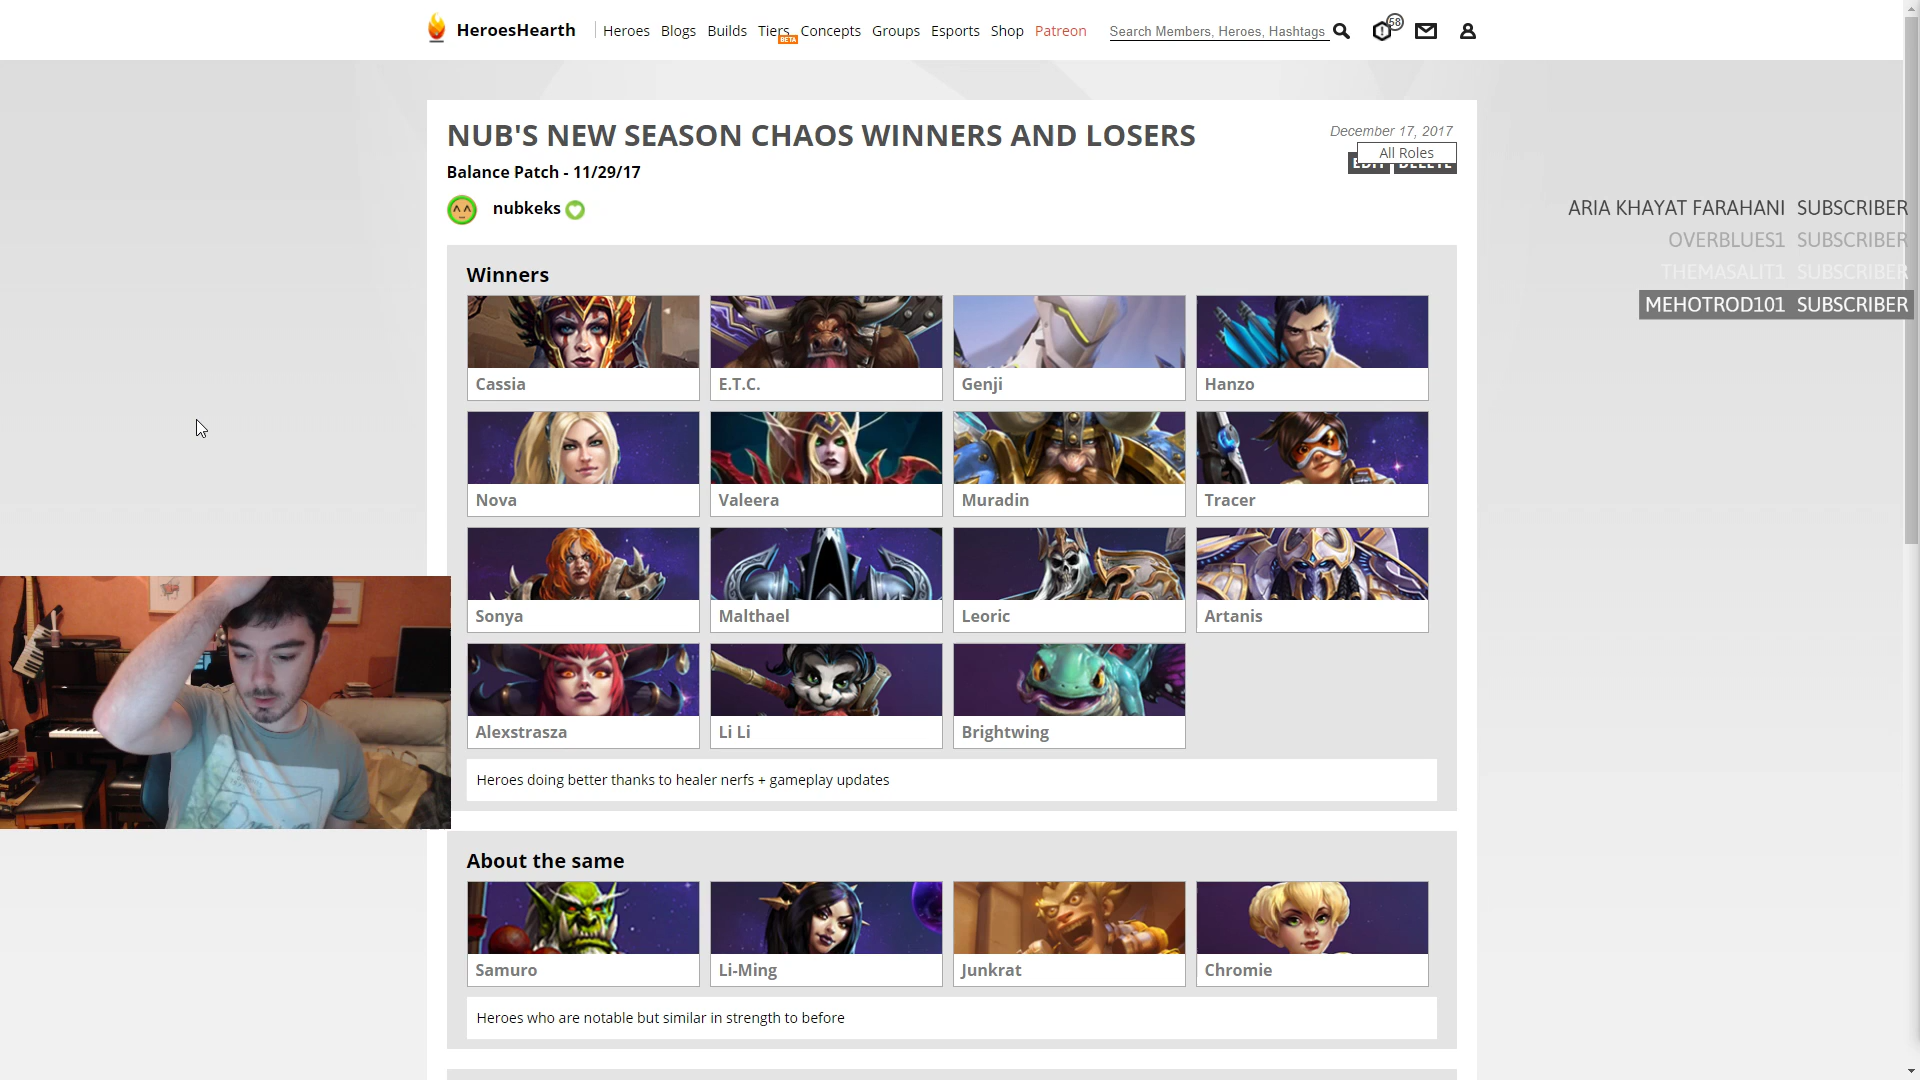 HeroesHearth
Heroes Blogs Builds Tiers Concepts Groups Esports Shop Patreon
BETA
Search Members, Heroes, Hashtags
58
NUB'S NEW SEASON CHAOS WINNERS AND LOSERS
December 17, 2017
All Roles
EDIT DELETE
Balance Patch - 11/29/17
nubkeks
ARIA KHAYAT FARAHANI SUBSCRIBER
OVERBLUES1 SUBSCRIBER
THEMASALIT1 SUBSCRIBER
MEHOTROD101 SUBSCRIBER
Winners
Cassia E.T.C. Genji Hanzo
Nova Valeera Muradin Tracer
Sonya Malthael Leoric Artanis
Alexstrasza Li Li Brightwing
Heroes doing better thanks to healer nerfs + gameplay updates
About the same
Samuro Li-Ming Junkrat Chromie
Heroes who are notable but similar in strength to before